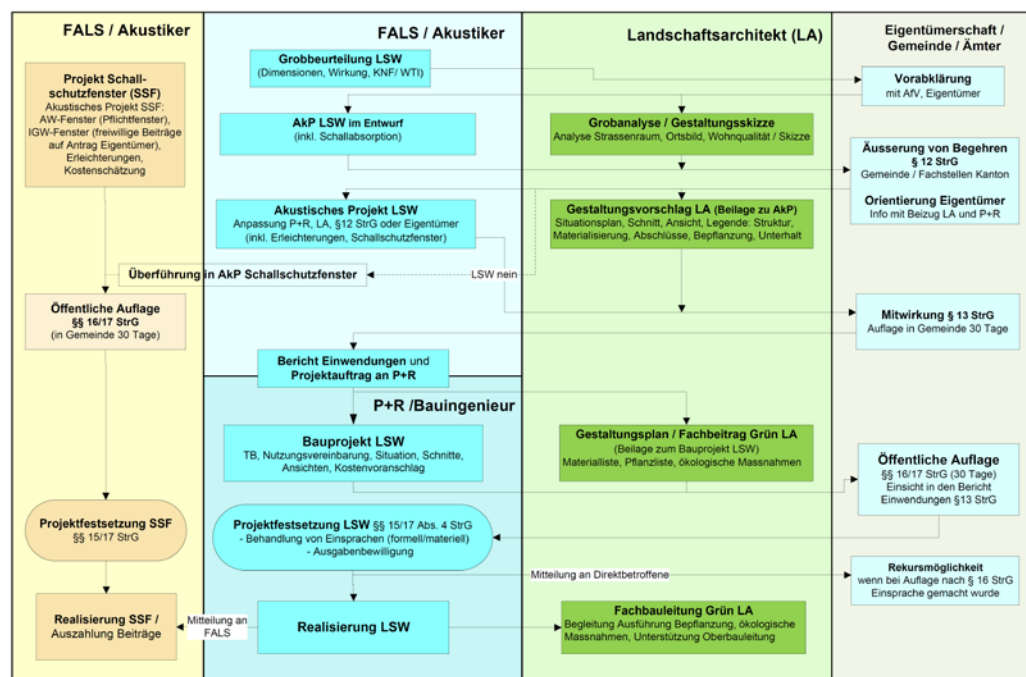 FALS / Akustiker
Projekt Schall-
schutzfenster (SSF)
Akustisches Projekt SSF:
AW-Fenster (Pflichtfenster),
IGW-Fenster (freiwillige Beiträge
auf Antrag Eigentümer),
Erleichterungen,
Kostenschätzung
Öffentliche Auflage
§§ 16/17 StrG
(in Gemeinde 30 Tage)
Projektfestsetzung SSF
§§ 15/17 StrG
Realisierung SSF /
Auszahlung Beiträge
FALS / Akustiker
Grobbeurteilung LSW
(Dimensionen, Wirkung, KNF/ WTI)
AkP LSW im Entwurf
(inkl. Schallabsorption)
Akustisches Projekt LSW
Anpassung P+R, LA, §12 StrG oder Eigentümer
(inkl. Erleichterungen, Schallschutzfenster)
Überführung in AkP Schallschutzfenster
LSW nein
Bericht Einwendungen und
Projektauftrag an P+R
P+R /Bauingenieur
Bauprojekt LSW
TB, Nutzungsvereinbarung, Situation, Schnitte,
Ansichten, Kostenvoranschlag
Projektfestsetzung LSW §§ 15/17 Abs. 4 StrG
- Behandlung von Einsprachen (formell/materiell)
- Ausgabenbewilligung
Mitteilung an Direktbetroffene
Mitteilung an
FALS
Realisierung LSW
Landschaftsarchitekt (LA)
Grobanalyse / Gestaltungsskizze
Analyse Strassenraum, Ortsbild, Wohnqualität / Skizze
Gestaltungsvorschlag LA (Beilage zu AkP)
Situationsplan, Schnitt, Ansicht, Legende: Struktur,
Materialisierung, Abschlüsse, Bepflanzung, Unterhalt
Gestaltungsplan / Fachbeitrag Grün LA
(Beilage zum Bauprojekt LSW)
Materialliste, Pflanzliste, ökologische Massnahmen
Fachbauleitung Grün LA
Begleitung Ausführung Bepflanzung, ökologische
Massnahmen, Unterstützung Oberbauleitung
Eigentümerschaft /
Gemeinde / Ämter
Vorabklärung
mit AfV, Eigentümer
Äusserung von Begehren
§ 12 StrG
Gemeinde / Fachstellen Kanton
Orientierung Eigentümer
Info mit Beizug LA und P+R
Mitwirkung § 13 StrG
Auflage in Gemeinde 30 Tage
Öffentliche Auflage
§§ 16/17 StrG (30 Tage)
Einsicht in den Bericht
Einwendungen §13 StrG
Rekursmöglichkeit
wenn bei Auflage nach § 16 StrG
Einsprache gemacht wurde